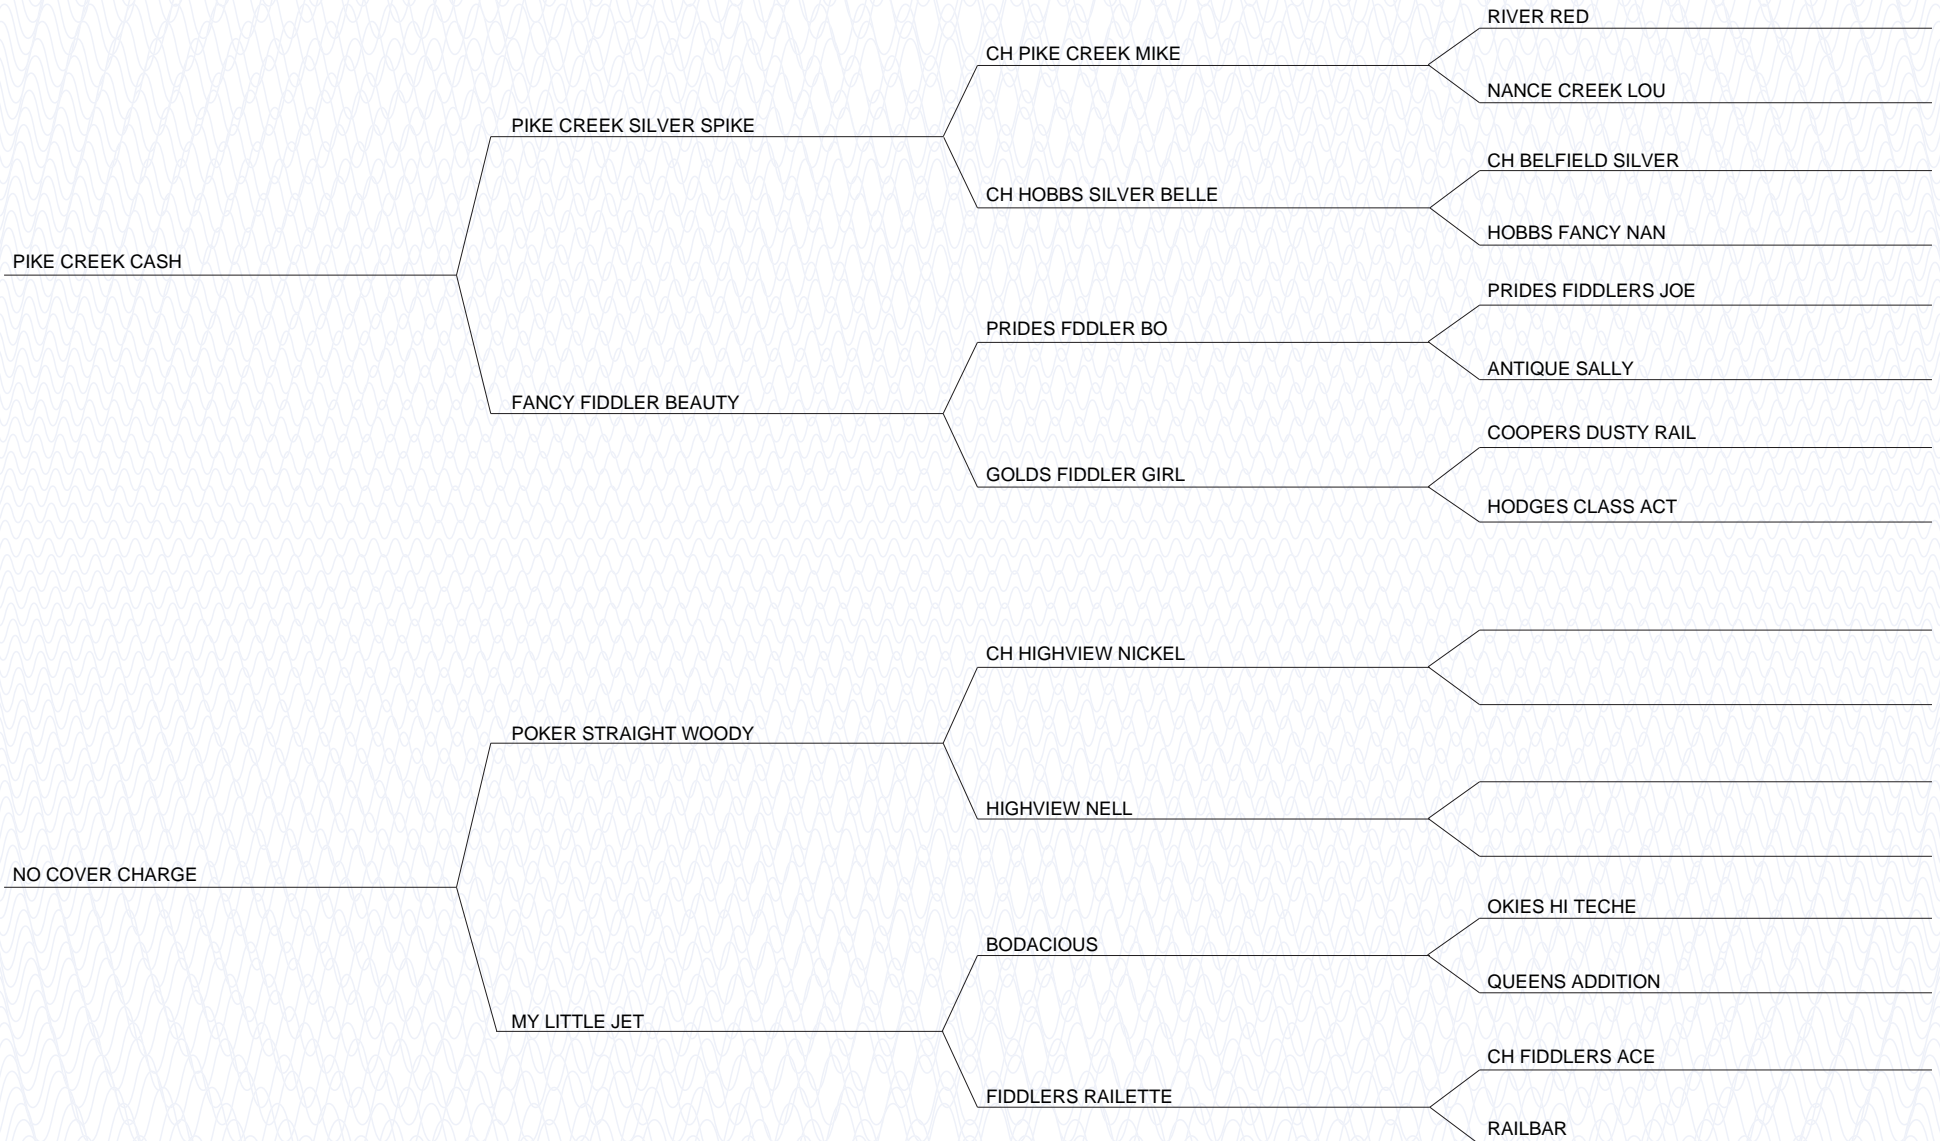 RIVER RED
CH PIKE CREEK MIKE
NANCE CREEK LOU
PIKE CREEK SILVER SPIKE
CH BELFIELD SILVER
CH HOBBS SILVER BELLE
HOBBS FANCY NAN
PIKE CREEK CASH
PRIDES FIDDLERS JOE
PRIDES FDDLER BO
ANTIQUE SALLY
FANCY FIDDLER BEAUTY
COOPERS DUSTY RAIL
GOLDS FIDDLER GIRL
HODGES CLASS ACT
CH HIGHVIEW NICKEL
POKER STRAIGHT WOODY
HIGHVIEW NELL
NO COVER CHARGE
OKIES HI TECHE
BODACIOUS
QUEENS ADDITION
MY LITTLE JET
CH FIDDLERS ACE
FIDDLERS RAILETTE
RAILBAR